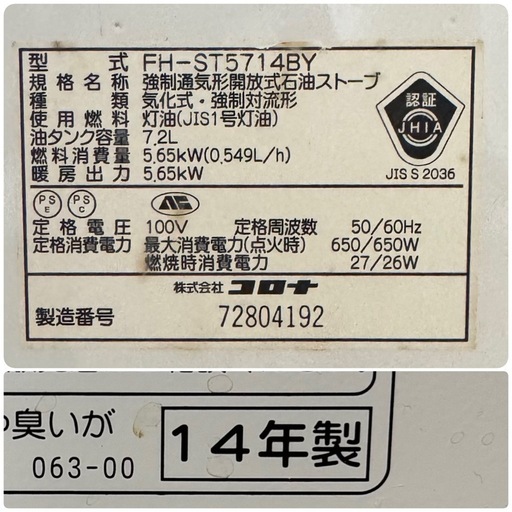 型 式 FH-ST5714BY
規格名称 強制通気形開放式石油ストーブ
種 類 気化式・強制対流形
使用燃料 灯油(JIS1号灯油)
油タンク容量 7.2L
燃料消費量 5.65kW(0.549L/h)
暖房出力 5.65kW
認証
JHIA
JIS S 2036
PS E
PS C
定格電圧 100V 定格周波数 50/60Hz
定格消費電力 最大消費電力(点火時) 650/650W
燃焼時消費電力 27/26W
株式会社 コロナ
製造番号 72804192
臭いが
063-00
14年製